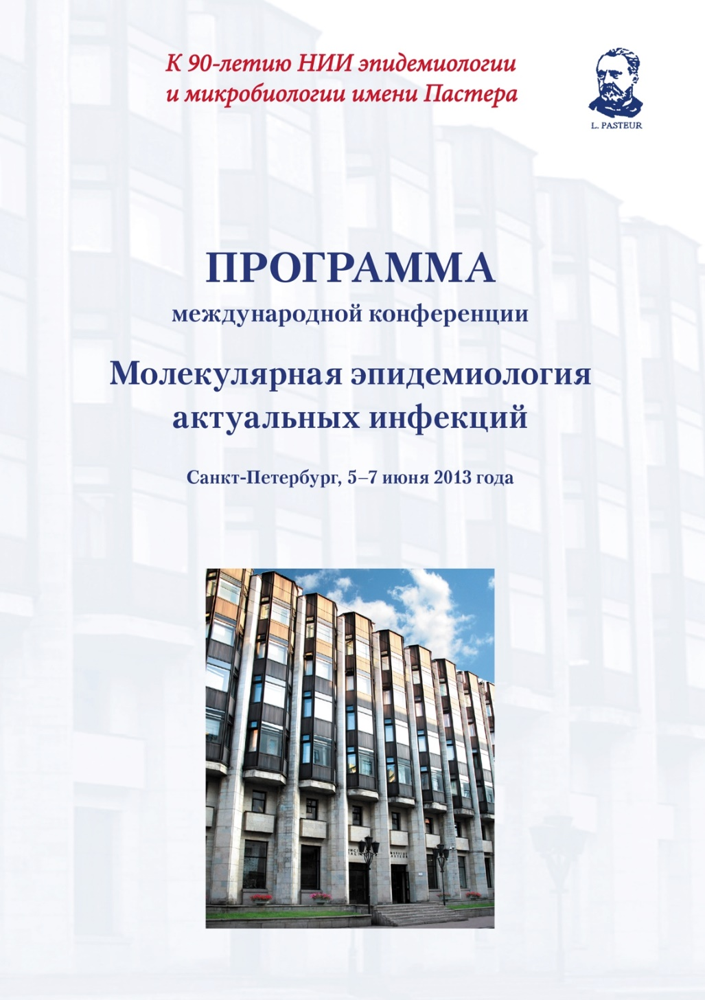 К 90-летию НИИ эпидемиологии
и микробиологии имени Пастера
L. PASTEUR
ПРОГРАММА
международной конференции
Молекулярная эпидемиология
актуальных инфекций
Санкт-Петербург, 5–7 июня 2013 года